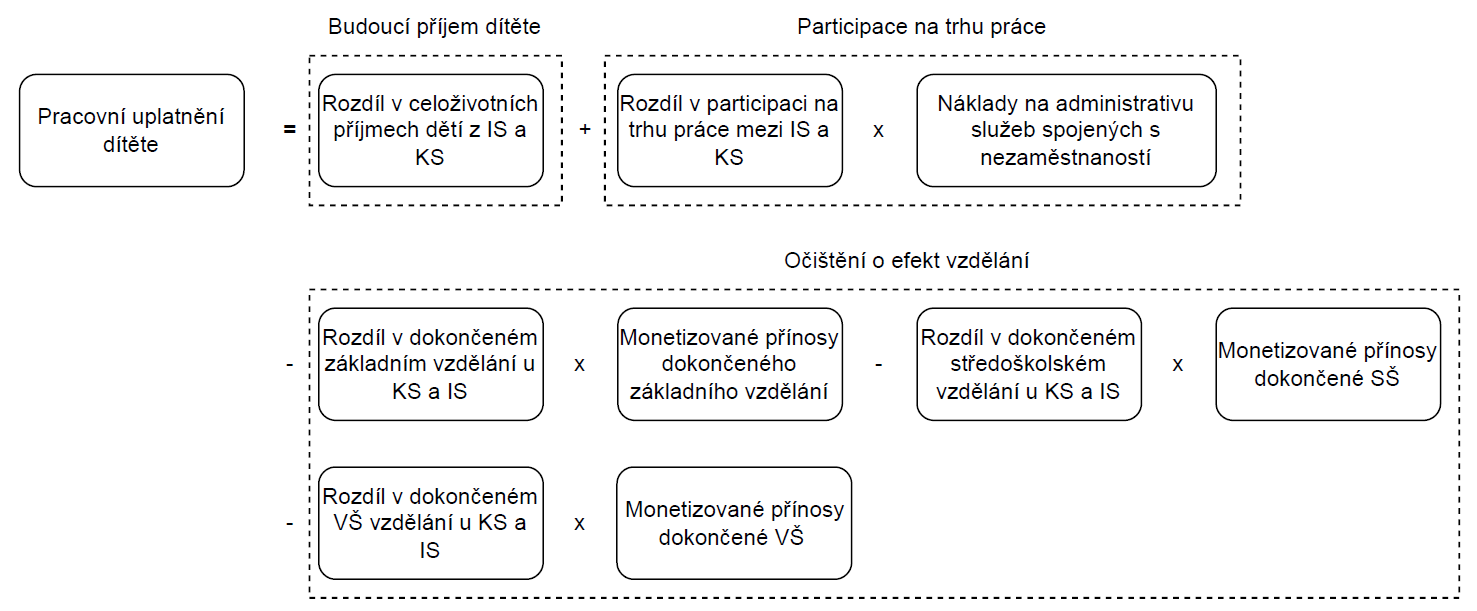 Budoucí příjem dítěte
Participace na trhu práce
Pracovní uplatnění
dítěte
=
Rozdíl v celoživotních
příjmech dětí z IS a
KS
+
Rozdíl v participaci na
trhu práce mezi IS a
KS
x
Náklady na administrativu
služeb spojených s
nezaměstnaností
Očištění o efekt vzdělání
-
Rozdíl v dokončeném
základním vzdělání u
KS a IS
x
Monetizované přínosy
dokončeného
základního vzdělání
-
Rozdíl v dokončeném
středoškolském
vzdělání u KS a IS
x
Monetizované přínosy
dokončené SŠ
-
Rozdíl v dokončeném
VŠ vzdělání u KS a
IS
x
Monetizované přínosy
dokončené VŠ